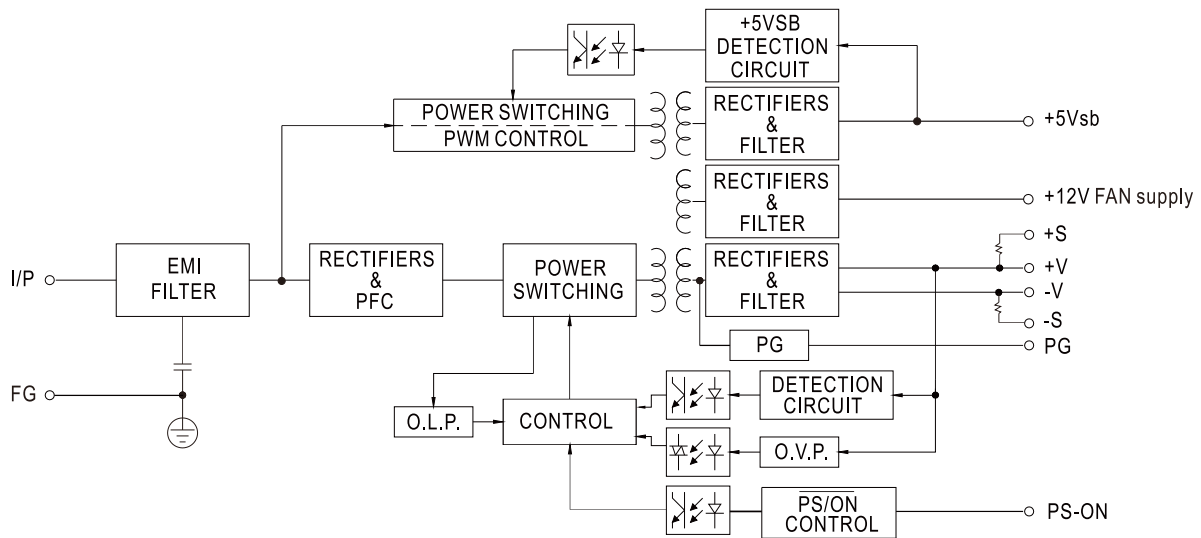 +5VSB
DETECTION
CIRCUIT
POWER SWITCHING
PWM CONTROL
RECTIFIERS
&
FILTER
+5Vsb
RECTIFIERS
&
FILTER
+12V FAN supply
I/P
EMI
FILTER
RECTIFIERS
&
PFC
POWER
SWITCHING
RECTIFIERS
&
FILTER
+S
+V
-V
-S
PG
PG
FG
O.L.P.
CONTROL
DETECTION
CIRCUIT
O.V.P.
PS/ON
CONTROL
PS-ON